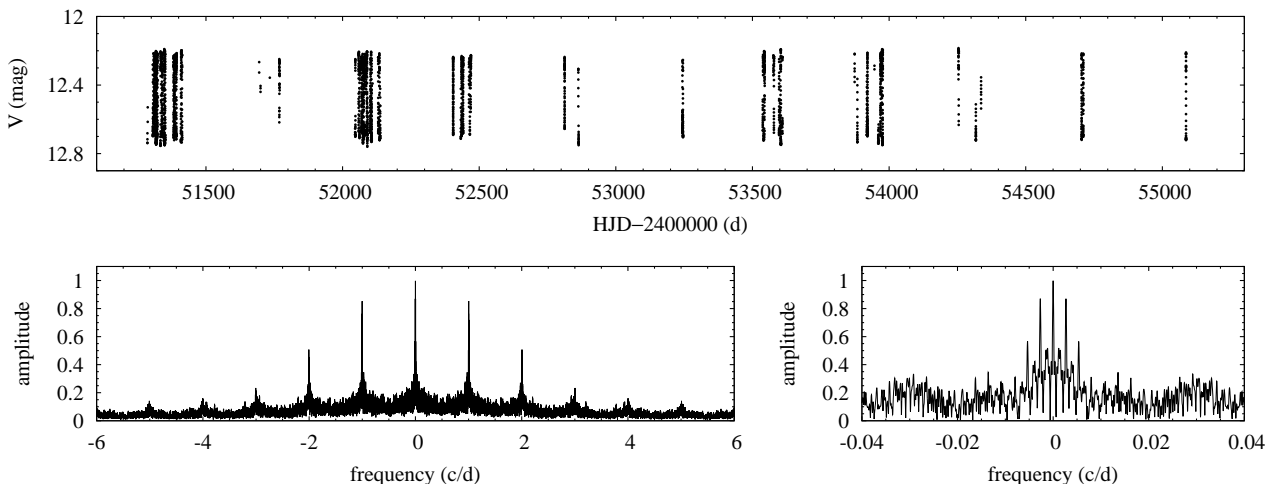 V (mag)
12
12.4
12.8
51500 52000 52500 53000 53500 54000 54500 55000
HJD−2400000 (d)
amplitude
1
0.8
0.6
0.4
0.2
0
-6 -4 -2 0 2 4 6
frequency (c/d)
amplitude
1
0.8
0.6
0.4
0.2
0
-0.04 -0.02 0 0.02 0.04
frequency (c/d)